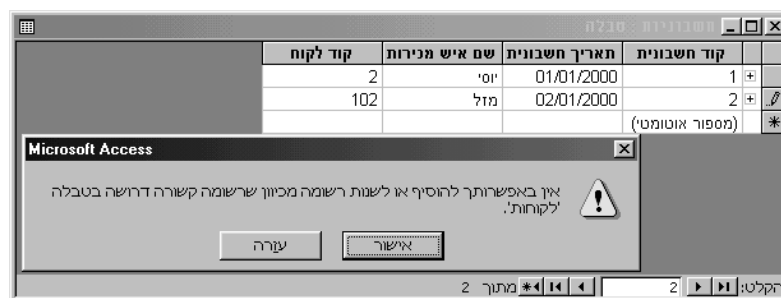 חשבוניות : טבלה
קוד חשבונית תאריך חשבונית שם איש מכירות קוד לקוח
1 01/01/2000 יוסי 2
2 02/01/2000 מזל 102
(מספור אוטומטי)
Microsoft Access
אין באפשרותך להוסיף או לשנות רשומה מכיוון שרשומה קשורה דרושה בטבלה
'לקוחות'.
אישור עזרה
הקלט: 2 מתוך 2